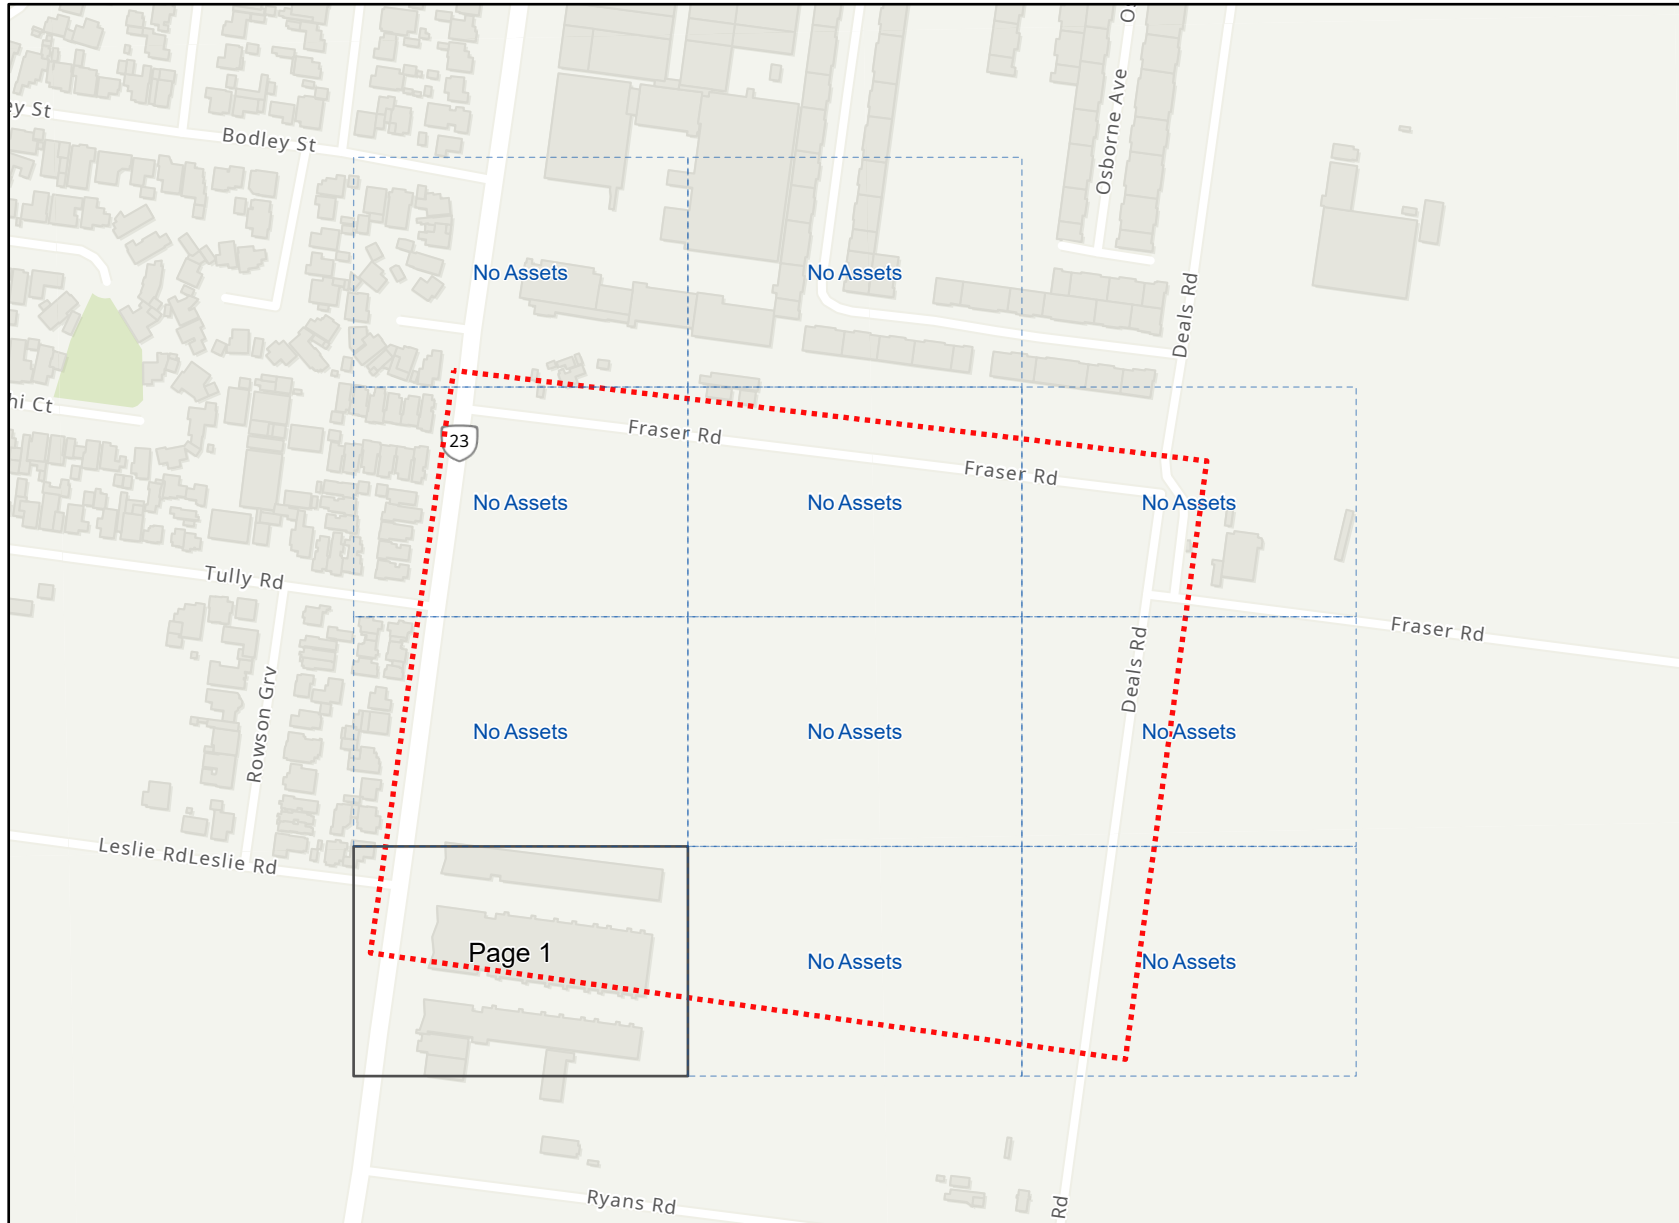 Osborne Ave
ey St
Bodley St
No Assets
No Assets
Deals Rd
hi Ct
23
Fraser Rd
Fraser Rd
No Assets
No Assets
No Assets
Tully Rd
Fraser Rd
Rowson Grv
Deals Rd
No Assets
No Assets
No Assets
Leslie Rd
Leslie Rd
Page 1
No Assets
No Assets
Ryans Rd
Rd